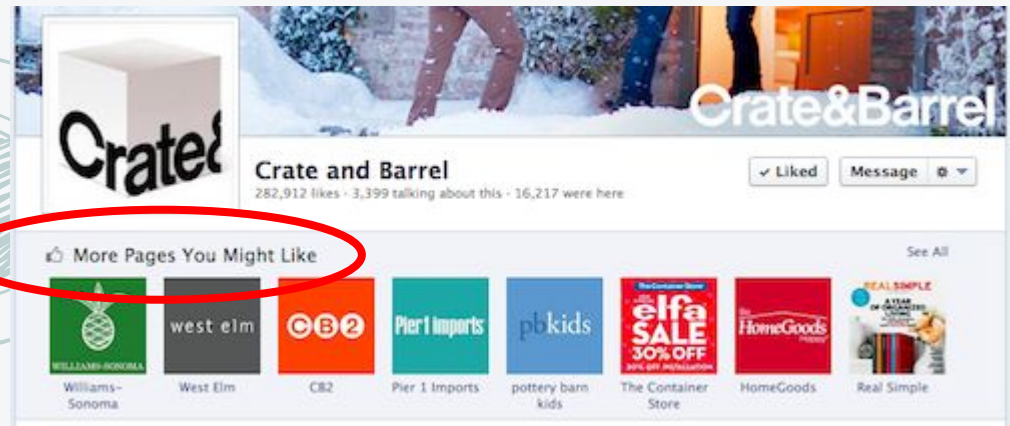 Crate&Barrel
Crate&
Crate and Barrel
282,912 likes · 3,399 talking about this · 16,217 were here
✓ Liked
Message
More Pages You Might Like
See All
WILLIAMS-SONOMA
west elm
CB2
Pier 1 imports
pbkids
The Container Store
elfa
SALE
30% OFF
HomeGoods
REAL SIMPLE
A YEAR
OF ORGANIZED
LIVING
Williams-
Sonoma
West Elm
CB2
Pier 1 Imports
pottery barn
kids
The Container
Store
HomeGoods
Real Simple